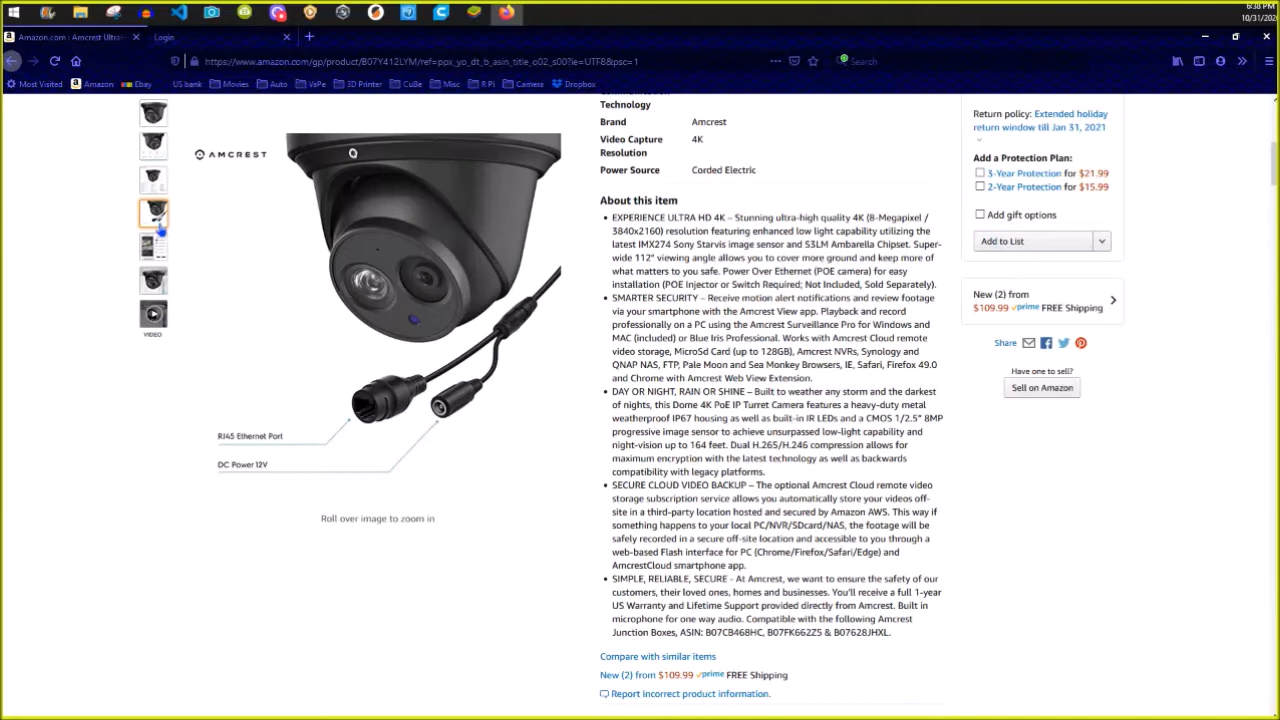 6:38 PM
10/31/202
Amazon.com : Amcrest Ultra
Login
https://www.amazon.com/gp/product/B07Y412LYM/ref=ppx_yo_dt_b_asin_title_o02_s00?ie=UTF8&psc=1
Search
Most Visited
Amazon
Ebay
US bank
Movies
Auto
VaPe
3D Printer
CuBe
Misc
R.Pi
Camera
Dropbox
AMCREST
RJ45 Ethernet Port
DC Power 12V
VIDEO
Roll over image to zoom in
Technology
Brand Amcrest
Video Capture 4K
Resolution
Power Source Corded Electric
About this item
• EXPERIENCE ULTRA HD 4K – Stunning ultra-high quality 4K (8-Megapixel /
3840x2160) resolution featuring enhanced low light capability utilizing the
latest IMX274 Sony Starvis image sensor and S3LM Ambarella Chipset. Super-
wide 112° viewing angle allows you to cover more ground and keep more of
what matters to you safe. Power Over Ethernet (POE camera) for easy
installation (POE Injector or Switch Required; Not Included, Sold Separately).
• SMARTER SECURITY – Receive motion alert notifications and review footage
via your smartphone with the Amcrest View app. Playback and record
professionally on a PC using the Amcrest Surveillance Pro for Windows and
MAC (included) or Blue Iris Professional. Works with Amcrest Cloud remote
video storage, MicroSd Card (up to 128GB), Amcrest NVRs, Synology and
QNAP NAS, FTP, Pale Moon and Sea Monkey Browsers, IE, Safari, Firefox 49.0
and Chrome with Amcrest Web View Extension.
• DAY OR NIGHT, RAIN OR SHINE – Built to weather any storm and the darkest
of nights, this Dome 4K PoE IP Turret Camera features a heavy-duty metal
weatherproof IP67 housing as well as built-in IR LEDs and a CMOS 1/2.5" 8MP
progressive image sensor to achieve unsurpassed low-light capability and
night-vision up to 164 feet. Dual H.265/H.246 compression allows for
maximum encryption with the latest technology as well as backwards
compatibility with legacy platforms.
• SECURE CLOUD VIDEO BACKUP – The optional Amcrest Cloud remote video
storage subscription service allows you automatically store your videos off-
site in a third-party location hosted and secured by Amazon AWS. This way if
something happens to your local PC/NVR/SDcard/NAS, the footage will be
safely recorded in a secure off-site location and accessible to you through a
web-based Flash interface for PC (Chrome/Firefox/Safari/Edge) and
AmcrestCloud smartphone app.
• SIMPLE, RELIABLE, SECURE - At Amcrest, we want to ensure the safety of our
customers, their loved ones, homes and businesses. You'll receive a full 1-year
US Warranty and Lifetime Support provided directly from Amcrest. Built in
microphone for one way audio. Compatible with the following Amcrest
Junction Boxes, ASIN: B07CB468HC, B07FK662Z5 & B07628JHXL.
Compare with similar items
New (2) from $109.99 prime FREE Shipping
Report incorrect product information.
Return policy: Extended holiday
return window till Jan 31, 2021
Add a Protection Plan:
3-Year Protection for $21.99
2-Year Protection for $15.99
Add gift options
Add to List
New (2) from
$109.99 prime FREE Shipping
Share
Have one to sell?
Sell on Amazon